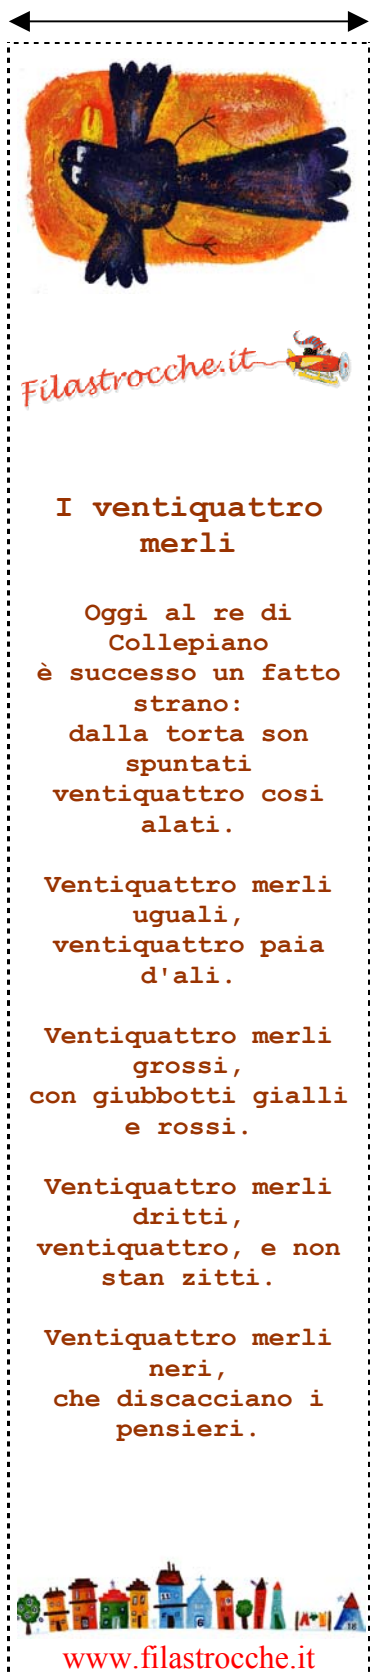 Filastrocche.it
I ventiquattro
merli
Oggi al re di
Collepiano
è successo un fatto
strano:
dalla torta son
spuntati
ventiquattro cosi
alati.
Ventiquattro merli
uguali,
ventiquattro paia
d'ali.
Ventiquattro merli
grossi,
con giubbotti gialli
e rossi.
Ventiquattro merli
dritti,
ventiquattro, e non
stan zitti.
Ventiquattro merli
neri,
che discacciano i
pensieri.
www.filastrocche.it